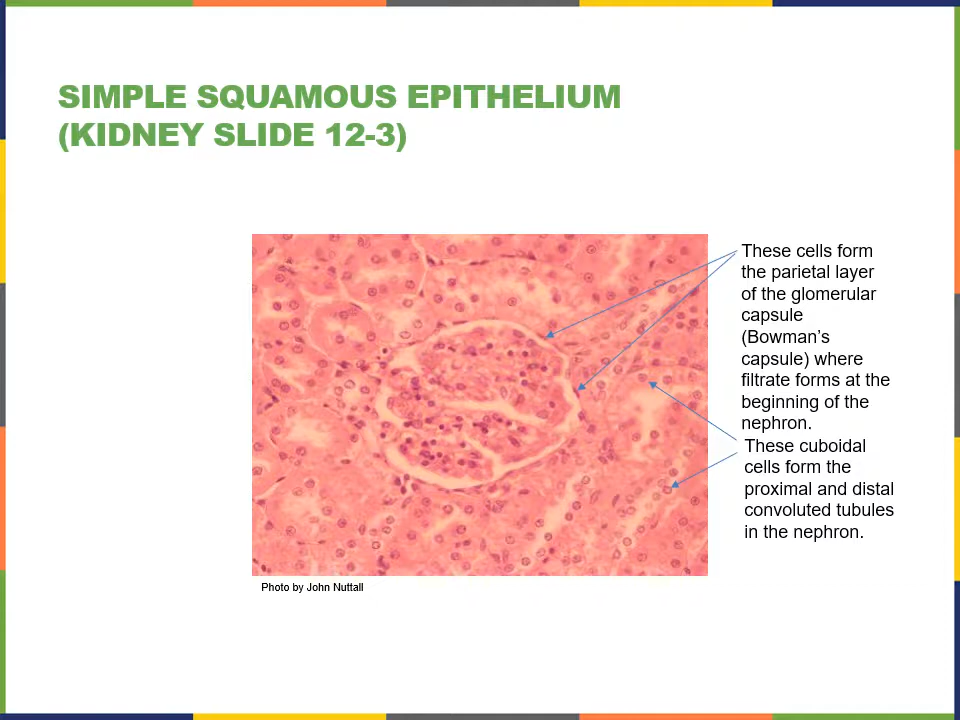 SIMPLE SQUAMOUS EPITHELIUM
(KIDNEY SLIDE 12-3)
These cells form
the parietal layer
of the glomerular
capsule
(Bowman’s
capsule) where
filtrate forms at the
beginning of the
nephron.
These cuboidal
cells form the
proximal and distal
convoluted tubules
in the nephron.
Photo by John Nuttall